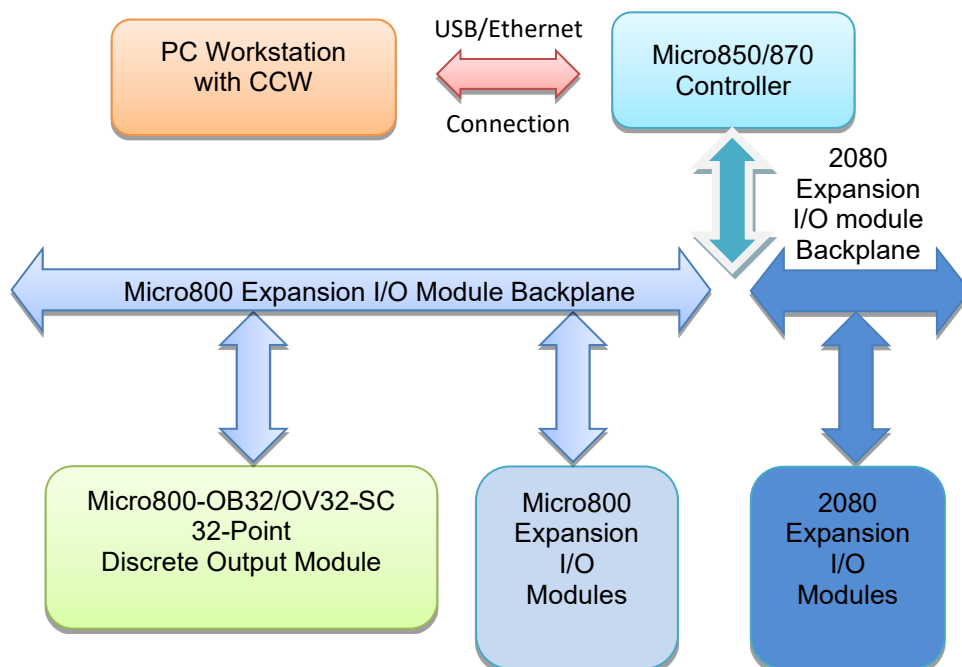 PC Workstation
with CCW
USB/Ethernet
Connection
Micro850/870
Controller
2080
Expansion
I/O module
Backplane
Micro800 Expansion I/O Module Backplane
Micro800-OB32/OV32-SC
32-Point
Discrete Output Module
Micro800
Expansion
I/O
Modules
2080
Expansion
I/O
Modules